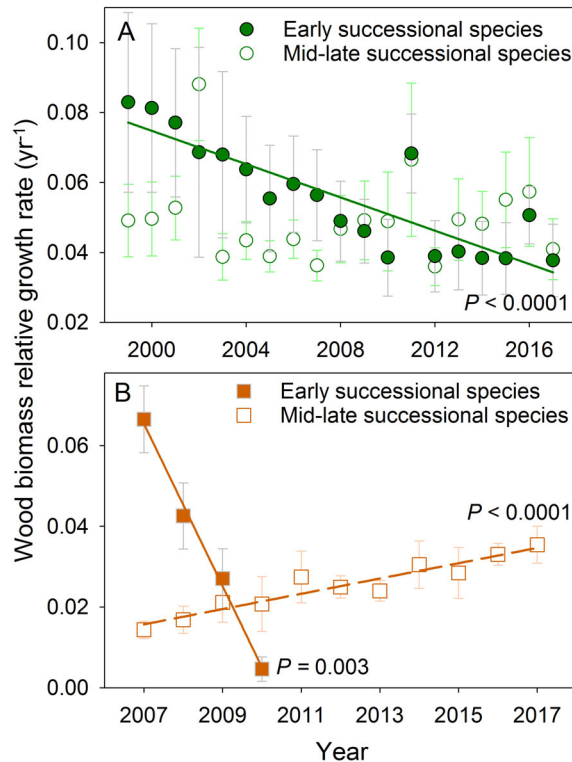 Wood biomass relative growth rate (yr⁻¹)
A
Early successional species
Mid-late successional species
0.10
0.08
0.06
0.04
0.02
P < 0.0001
2000 2004 2008 2012 2016
B
Early successional species
Mid-late successional species
0.06
0.04
0.02
0.00
P < 0.0001
P = 0.003
2007 2009 2011 2013 2015 2017
Year